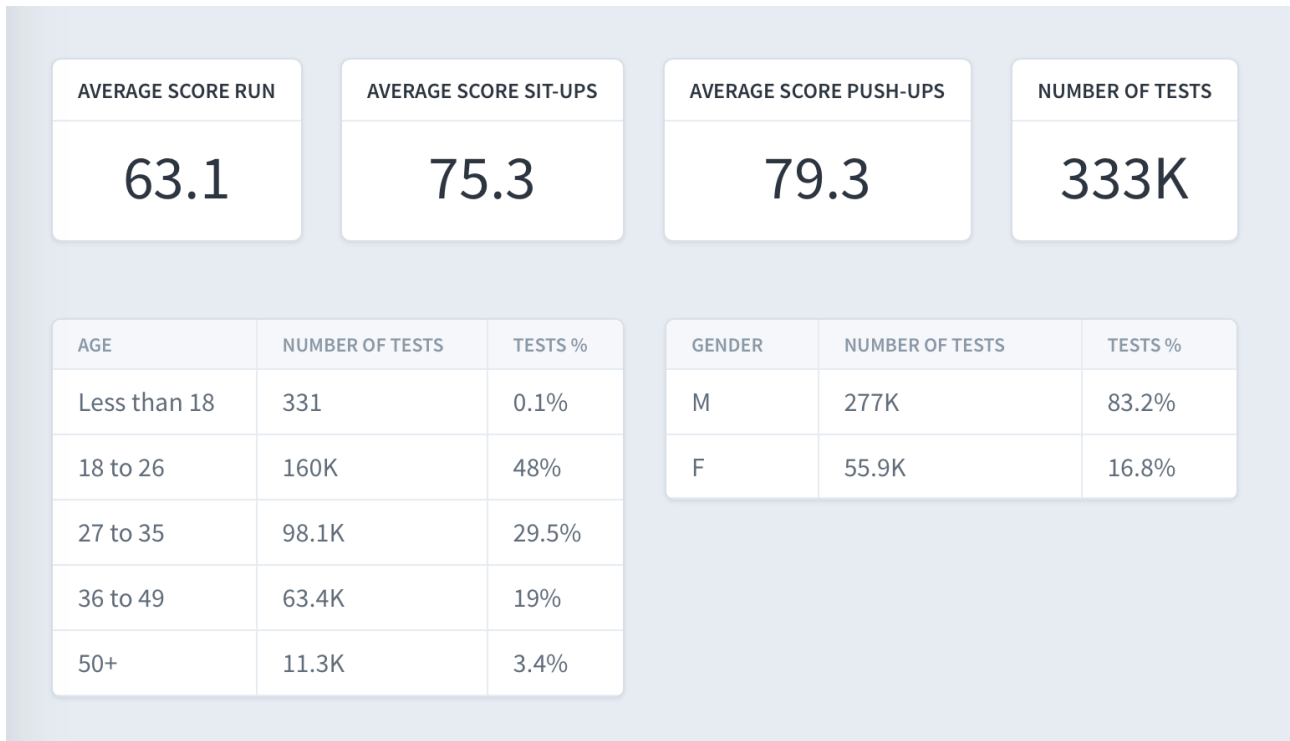 AVERAGE SCORE RUN
63.1
AVERAGE SCORE SIT-UPS
75.3
AVERAGE SCORE PUSH-UPS
79.3
NUMBER OF TESTS
333K
AGE NUMBER OF TESTS TESTS %
Less than 18 331 0.1%
18 to 26 160K 48%
27 to 35 98.1K 29.5%
36 to 49 63.4K 19%
50+ 11.3K 3.4%
GENDER NUMBER OF TESTS TESTS %
M 277K 83.2%
F 55.9K 16.8%